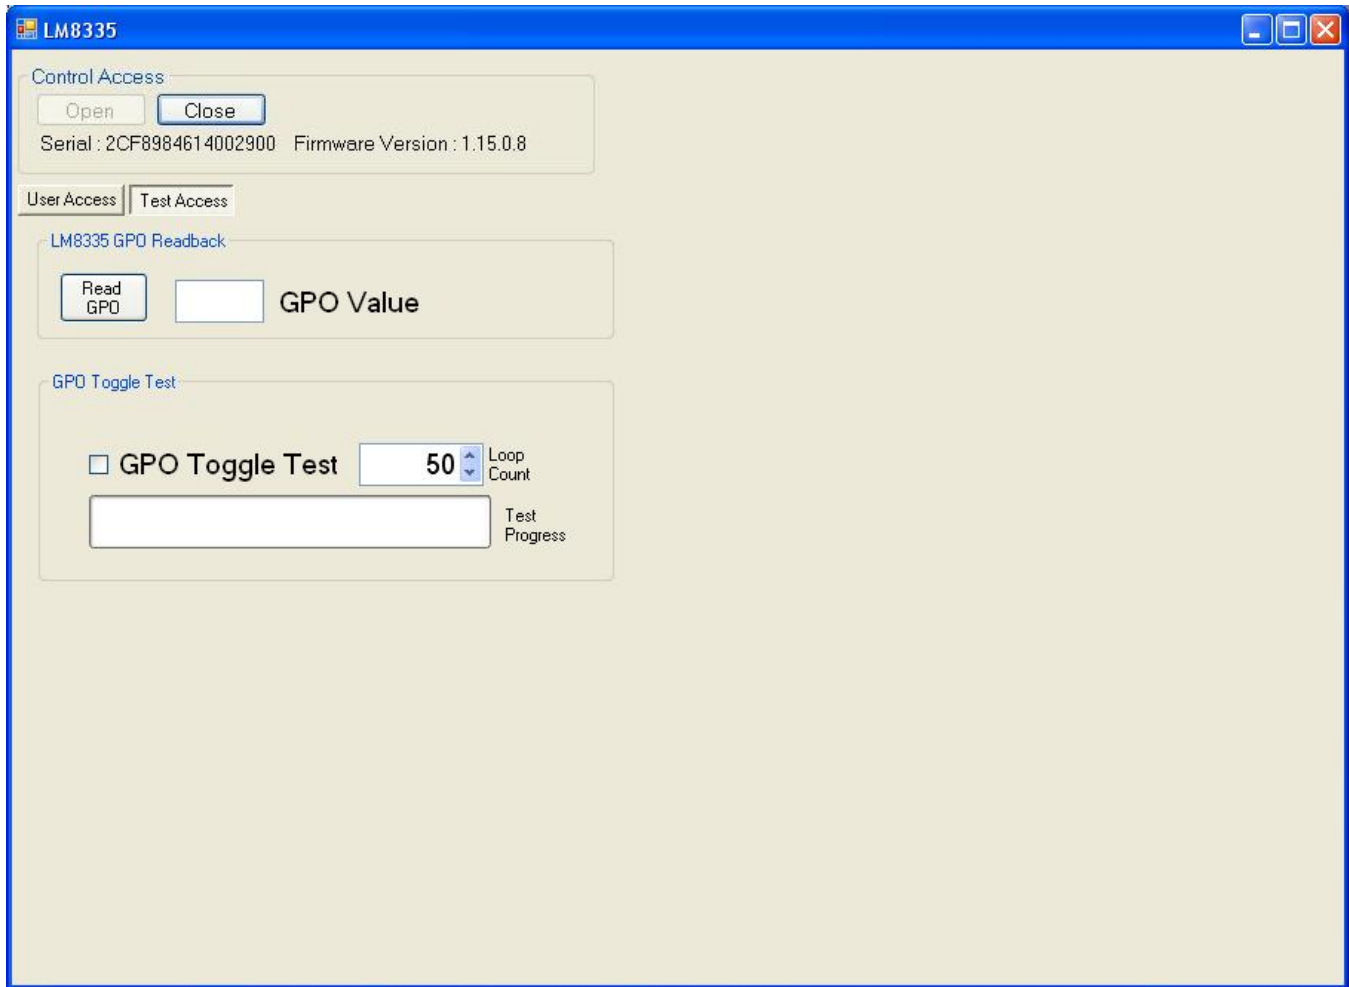 LM8335
Control Access
Open Close
Serial : 2CF8984614002900 Firmware Version : 1.15.0.8
User Access Test Access
LM8335 GPO Readback
Read
GPO
GPO Value
GPO Toggle Test
GPO Toggle Test 50
Loop
Count
Test
Progress